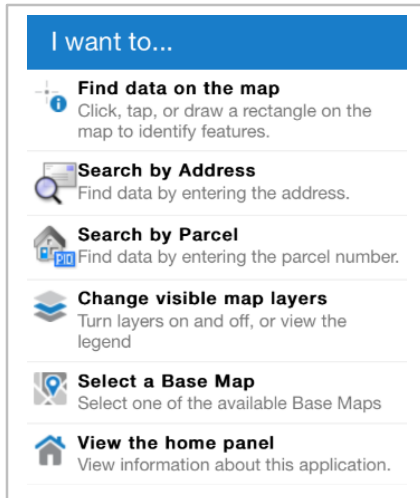 I want to...
Find data on the map
Click, tap, or draw a rectangle on the
map to identify features.
Search by Address
Find data by entering the address.
Search by Parcel
PID
Find data by entering the parcel number.
Change visible map layers
Turn layers on and off, or view the
legend
Select a Base Map
Select one of the available Base Maps
View the home panel
View information about this application.